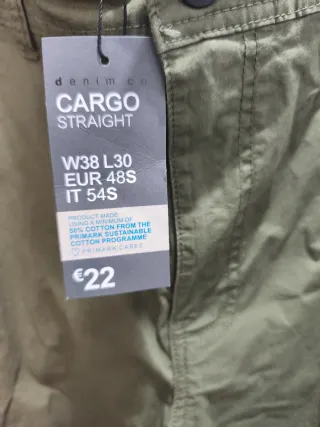 denim co
CARGO
STRAIGHT
W38 L30
EUR 48S
IT 54S
PRODUCT MADE
USING A MINIMUM OF
50% COTTON FROM THE
PRIMARK SUSTAINABLE
COTTON PROGRAMME
PRIMARK CARES
€22